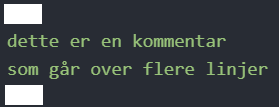 dette er en kommentar
som går over flere linjer